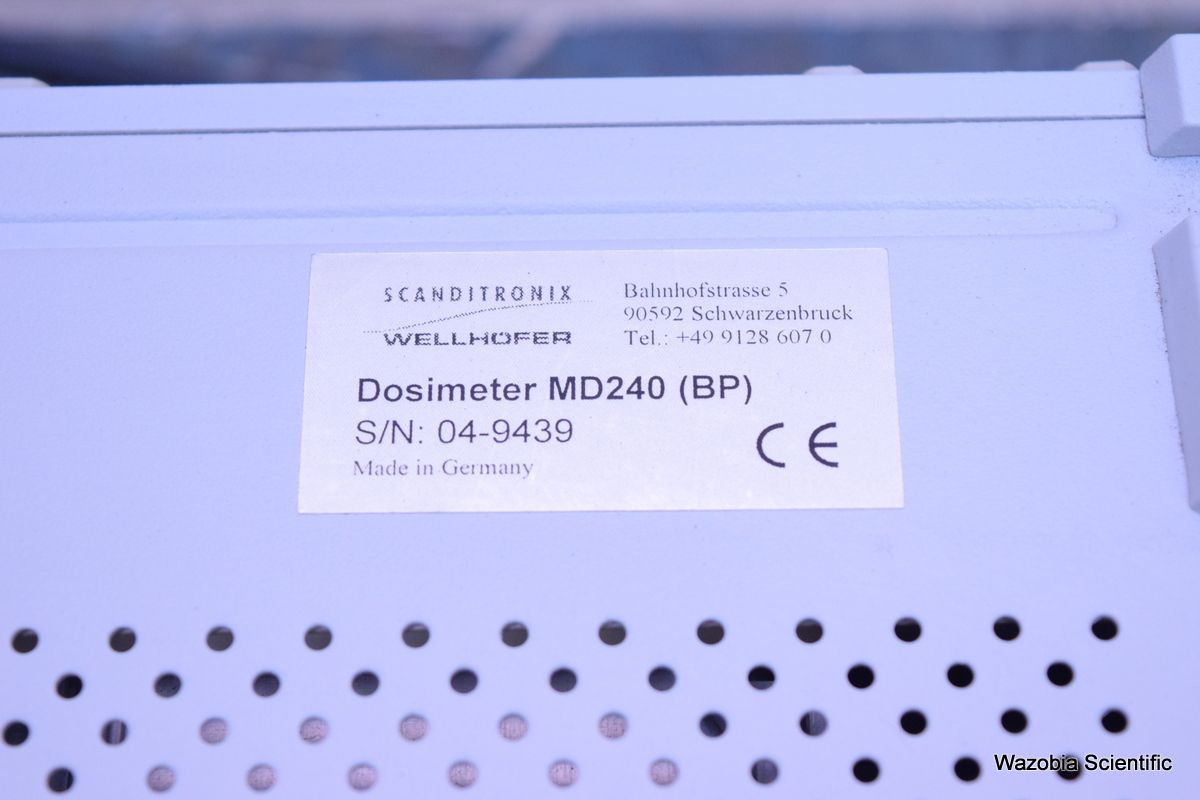 SCANDITRONIX
WELLHOFER
Bahnhofstrasse 5
90592 Schwarzenbruck
Tel.: +49 9128 607 0
Dosimeter MD240 (BP)
S/N: 04-9439
Made in Germany
CE
Wazobia Scientific